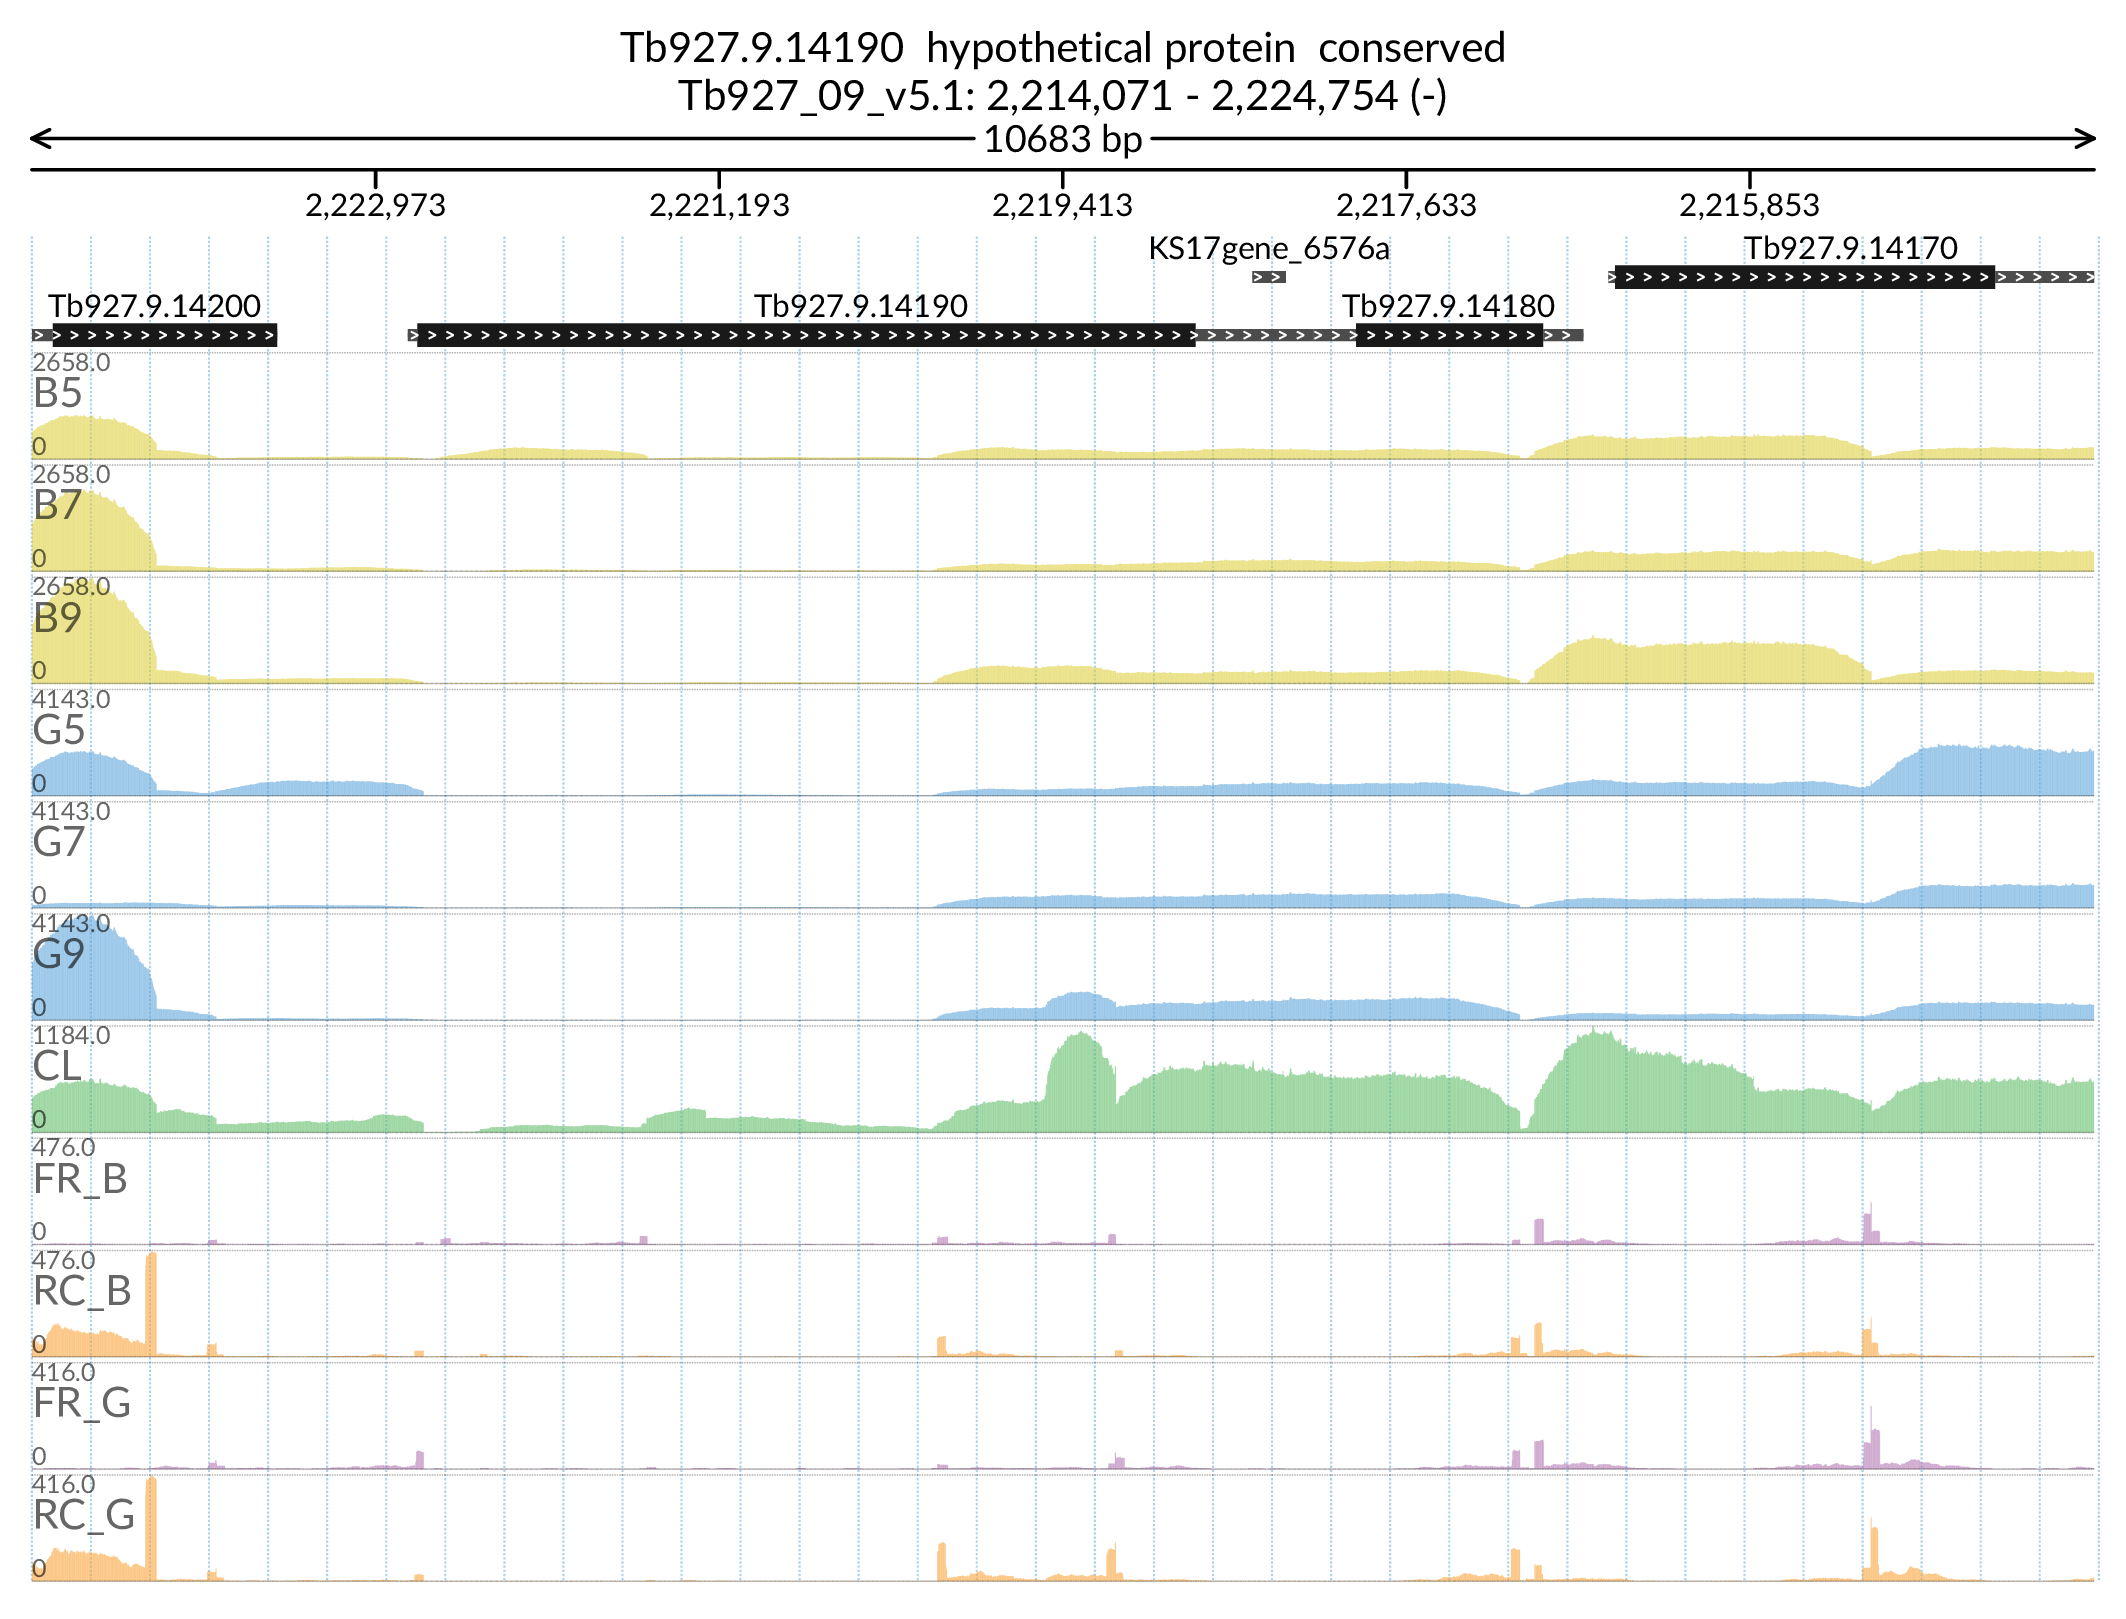 Tb927.9.14190 hypothetical protein conserved
Tb927_09_v5.1: 2,214,071 - 2,224,754 (-)
10683 bp
2,222,973 2,221,193 2,219,413 2,217,633 2,215,853
KS17gene_6576a Tb927.9.14170
Tb927.9.14200 Tb927.9.14190 Tb927.9.14180
2658.0
B5
0
2658.0
B7
0
2658.0
B9
0
4143.0
G5
0
4143.0
G7
0
4143.0
G9
0
1184.0
CL
0
476.0
FR_B
0
476.0
RC_B
0
416.0
FR_G
0
416.0
RC_G
0